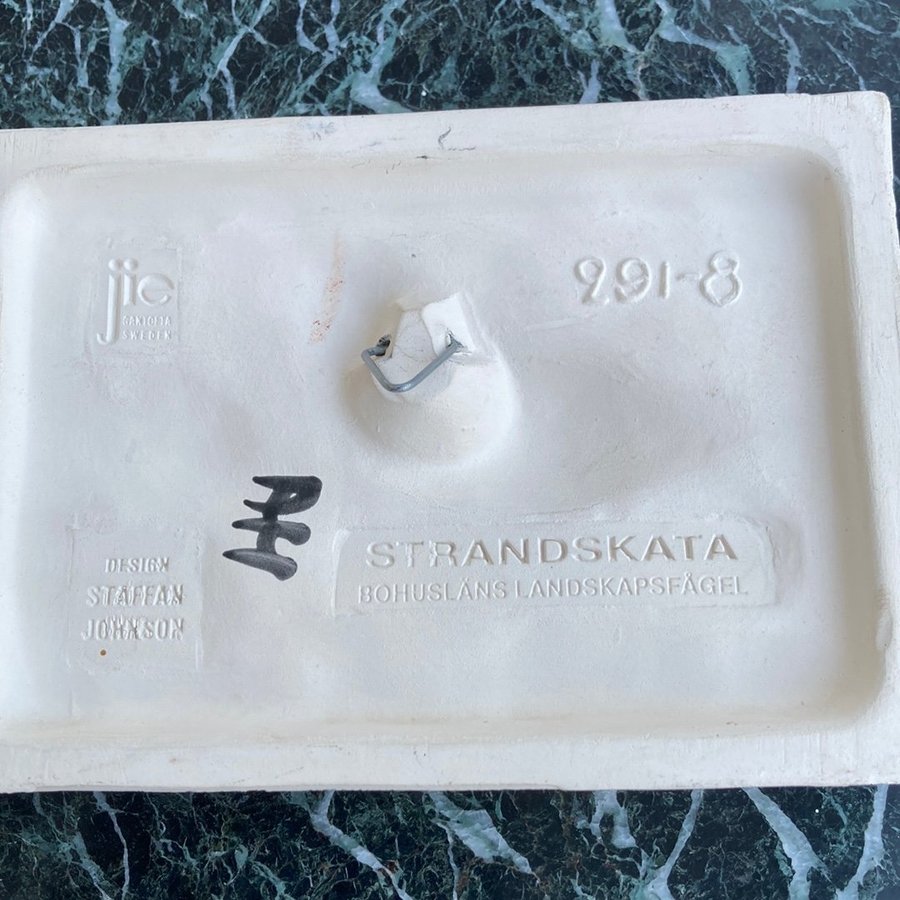 jie
GANTOFTA
SWEDEN
291-8
STRANDSKATA
BOHUSLÄNS LANDSKAPSFÅGEL
DESIGN
STAFFAN
JOHNSON